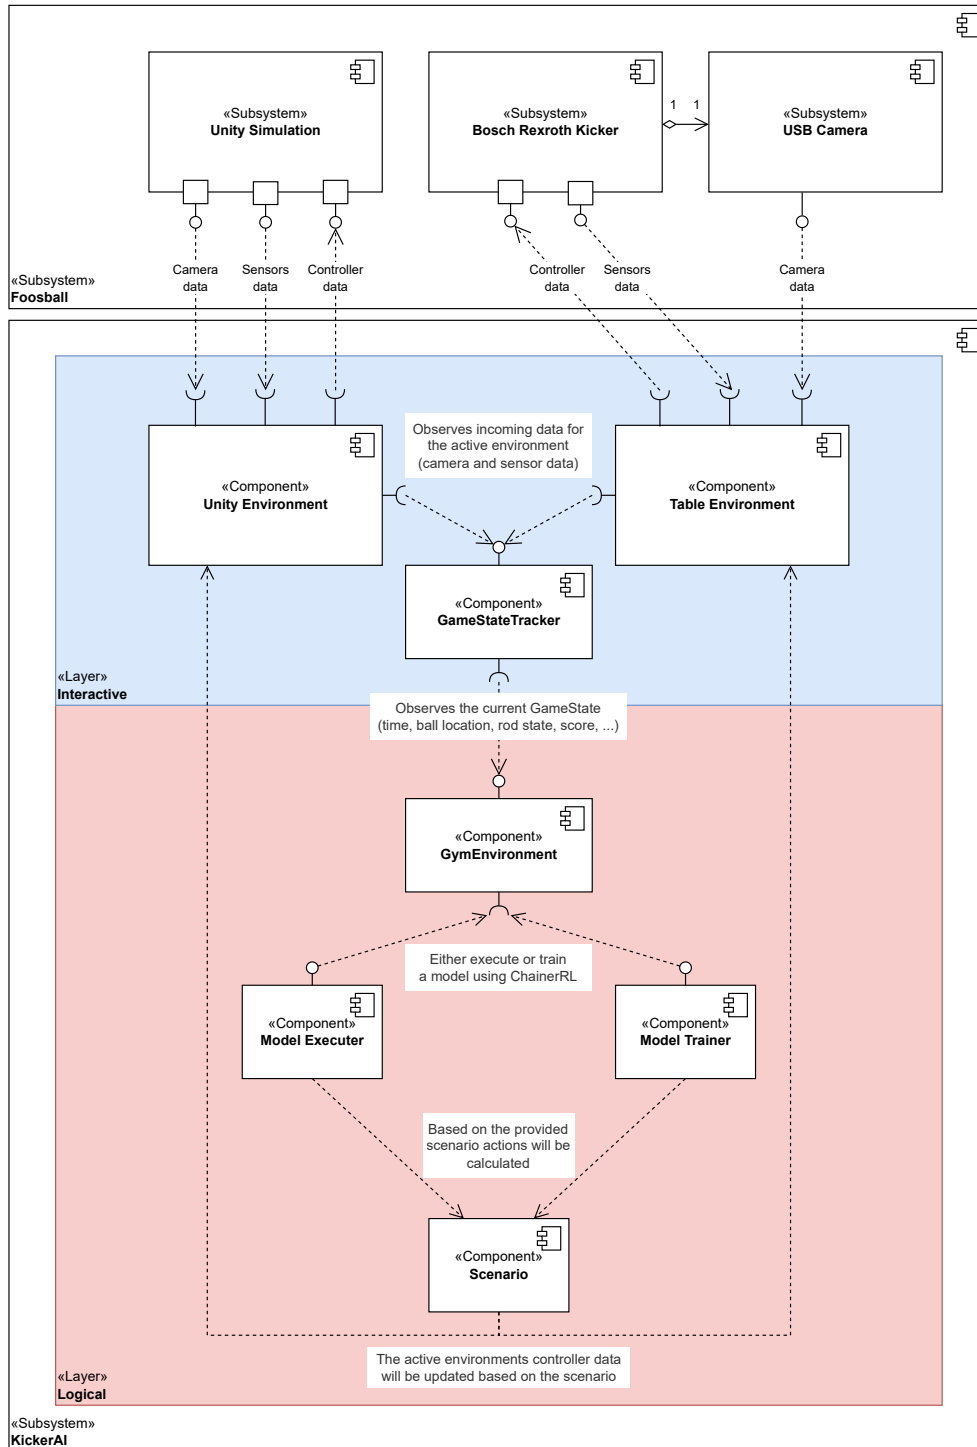 «Subsystem»
Unity Simulation
«Subsystem»
Bosch Rexroth Kicker
1
1
«Subsystem»
USB Camera
Camera
data
Sensors
data
Controller
data
Controller
data
Sensors
data
Camera
data
«Subsystem»
Foosball
Observes incoming data for
the active environment
(camera and sensor data)
«Component»
Unity Environment
«Component»
Table Environment
«Component»
GameStateTracker
«Layer»
Interactive
Observes the current GameState
(time, ball location, rod state, score, ...)
«Component»
GymEnvironment
Either execute or train
a model using ChainerRL
«Component»
Model Executer
«Component»
Model Trainer
Based on the provided
scenario actions will be
calculated
«Component»
Scenario
The active environments controller data
will be updated based on the scenario
«Layer»
Logical
«Subsystem»
KickerAI